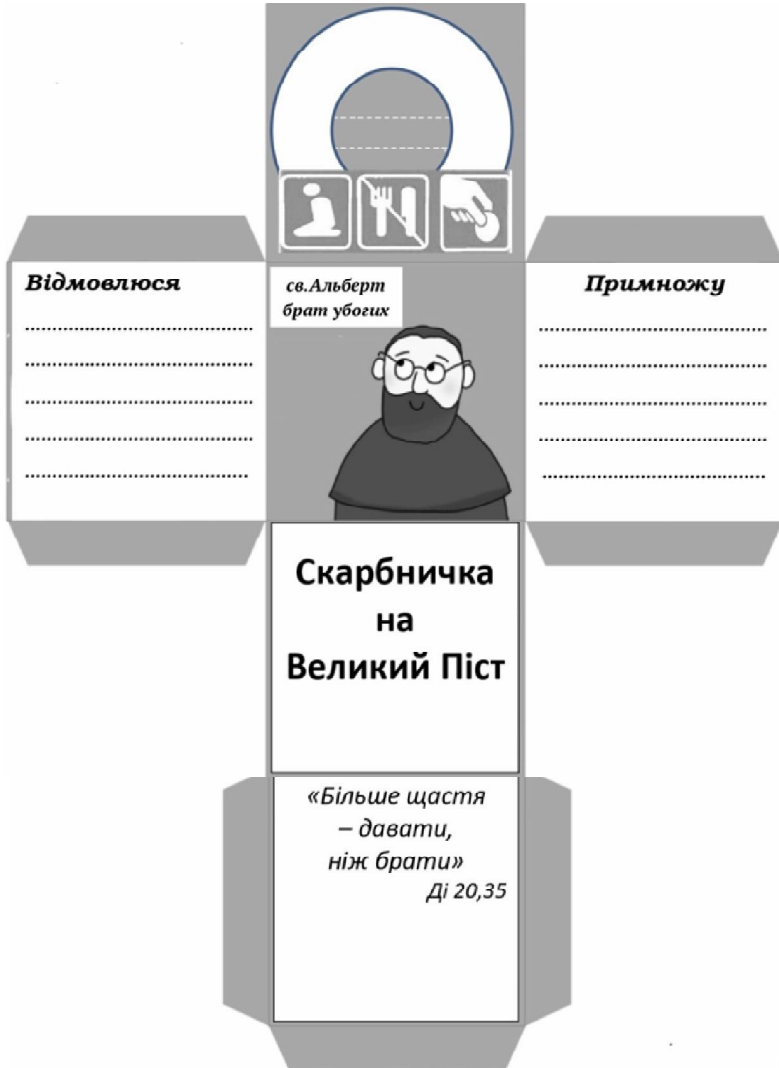 Відмовлюся
св.Альберт
брат убогих
Примножу
Скарбничка
на
Великий Піст
«Більше щастя
– давати,
ніж брати»
Ді 20,35